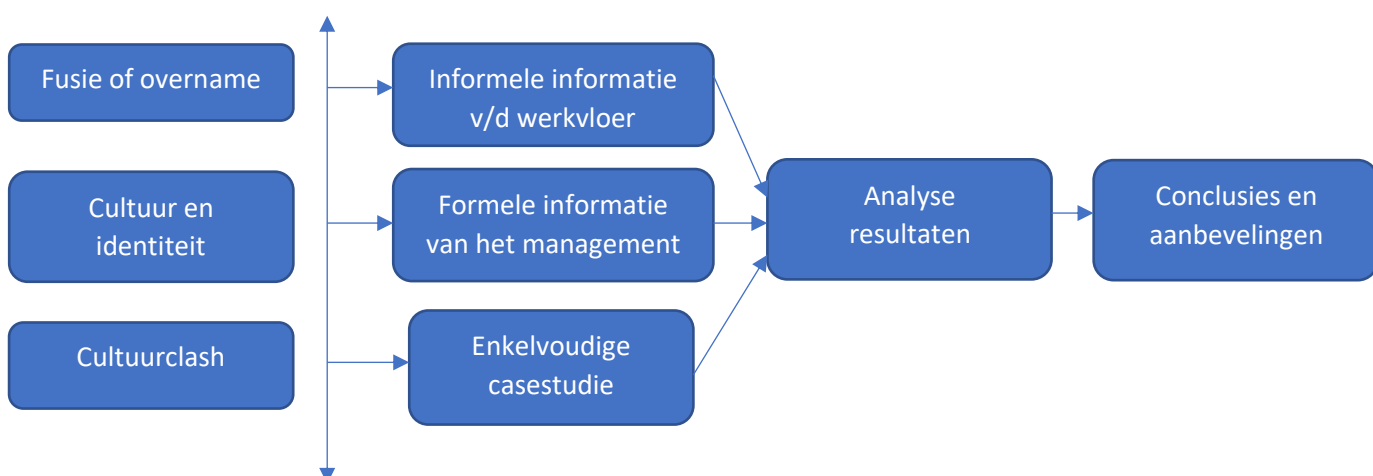 Fusie of overname
Cultuur en
identiteit
Cultuurclash
Informele informatie
v/d werkvloer
Formele informatie
van het management
Enkelvoudige
casestudie
Analyse
resultaten
Conclusies en
aanbevelingen